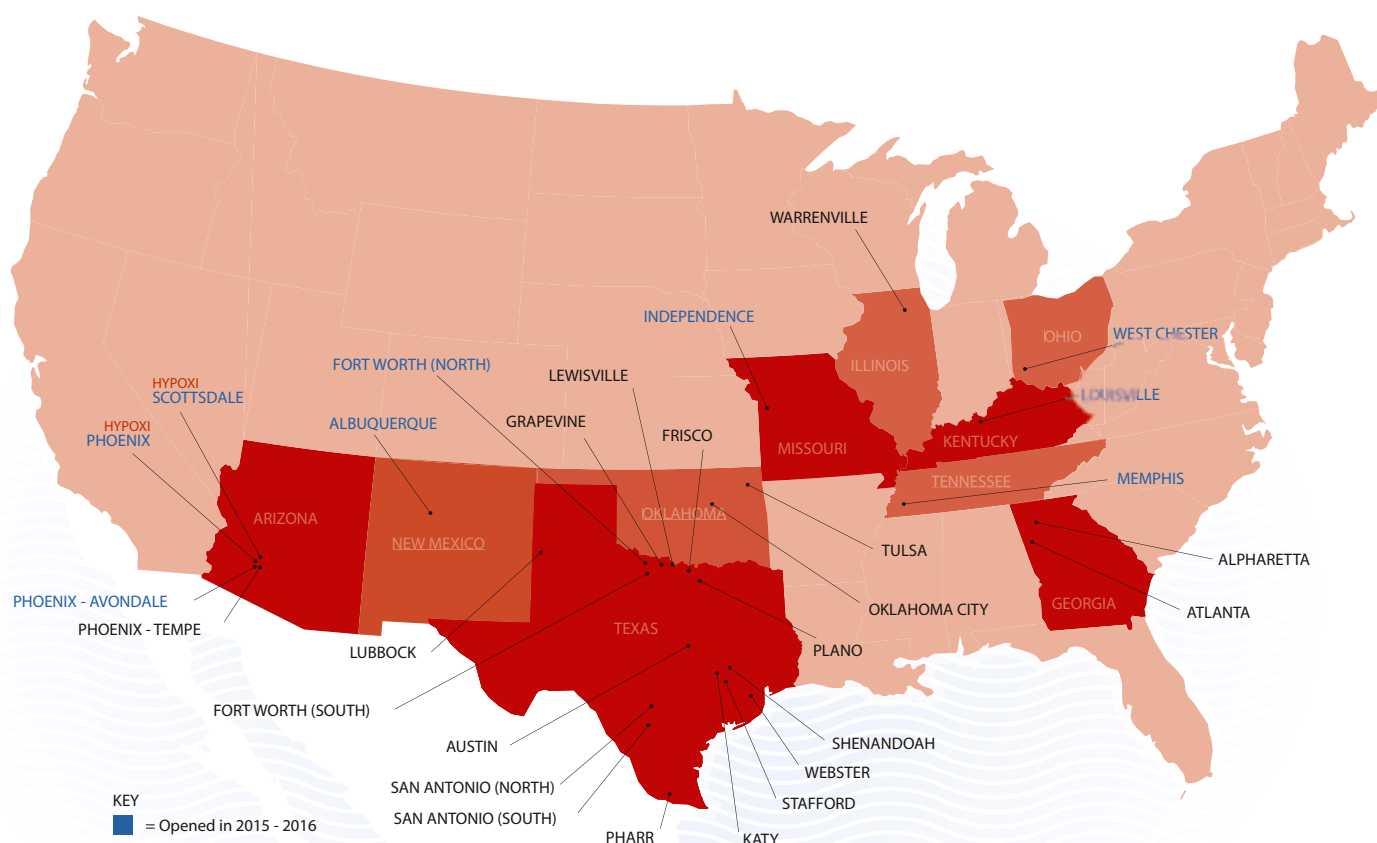 WARRENVILLE
INDEPENDENCE
OHIO
WEST CHESTER
FORT WORTH (NORTH)
ILLINOIS
LEWISVILLE
HYPOXI
SCOTTSDALE
LOUISVILLE
ALBUQUERQUE
GRAPEVINE
HYPOXI
PHOENIX
FRISCO
KENTUCKY
MISSOURI
MEMPHIS
TENNESSEE
ARIZONA
OKLAHOMA
NEW MEXICO
TULSA
ALPHARETTA
PHOENIX - AVONDALE
GEORGIA
OKLAHOMA CITY
ATLANTA
PHOENIX - TEMPE
TEXAS
LUBBOCK
PLANO
FORT WORTH (SOUTH)
AUSTIN
SHENANDOAH
WEBSTER
SAN ANTONIO (NORTH)
STAFFORD
KEY
SAN ANTONIO (SOUTH)
= Opened in 2015 - 2016
PHARR
KATY